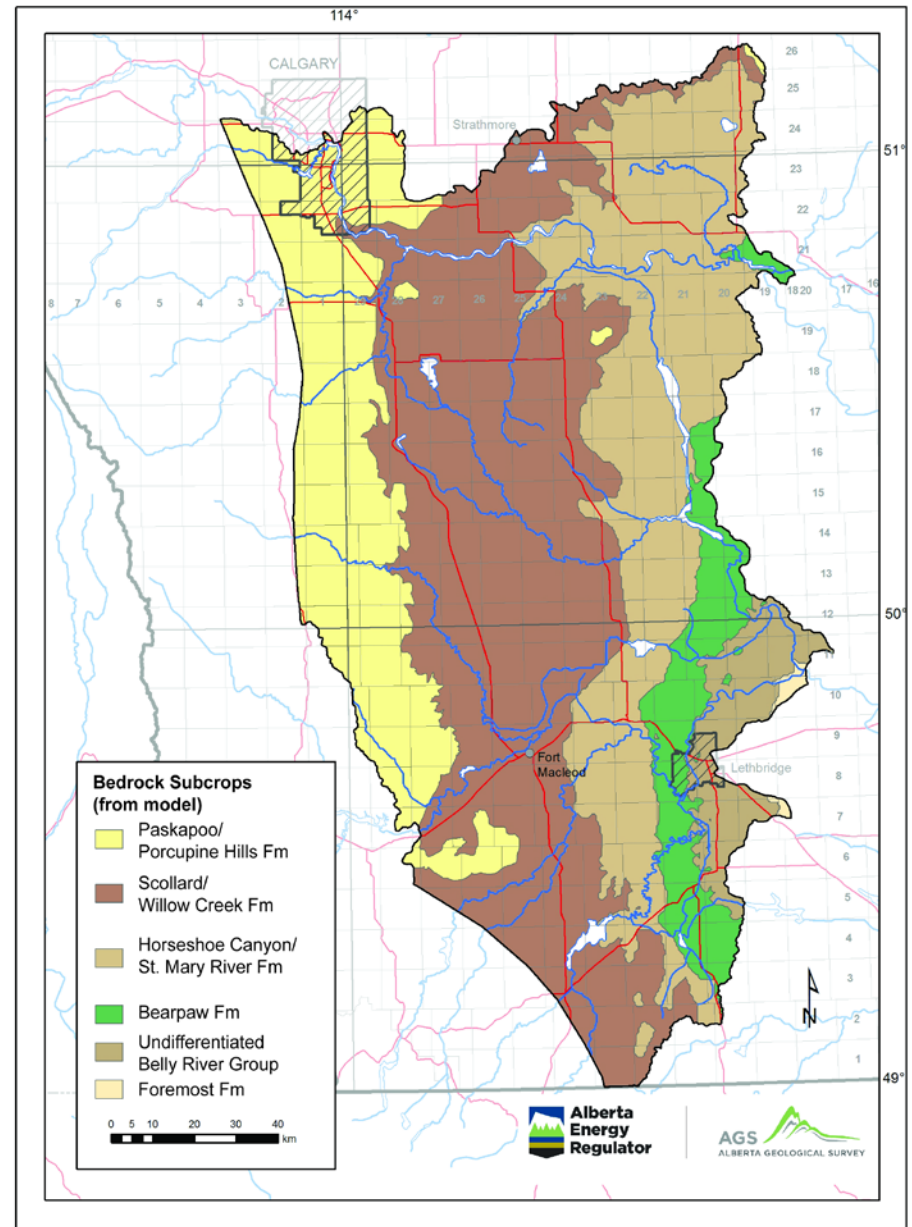 114°
CALGARY
Strathmore
26
25
24
51°
23
22
21
8 7 6 5 4 3 2 1 29 28 27 26 25 24 23 22 21 20 19 18 20 17 16
19
18
17
16
15
14
13
12
50°
11
10
9
Fort
Macleod
Lethbridge
8
7
6
5
4
3
N
2
1
49°
Bedrock Subcrops
(from model)
Paskapoo/
Porcupine Hills Fm
Scollard/
Willow Creek Fm
Horseshoe Canyon/
St. Mary River Fm
Bearpaw Fm
Undifferentiated
Belly River Group
Foremost Fm
0 5 10 20 30 40
km
Alberta
Energy
Regulator
AGS
ALBERTA GEOLOGICAL SURVEY